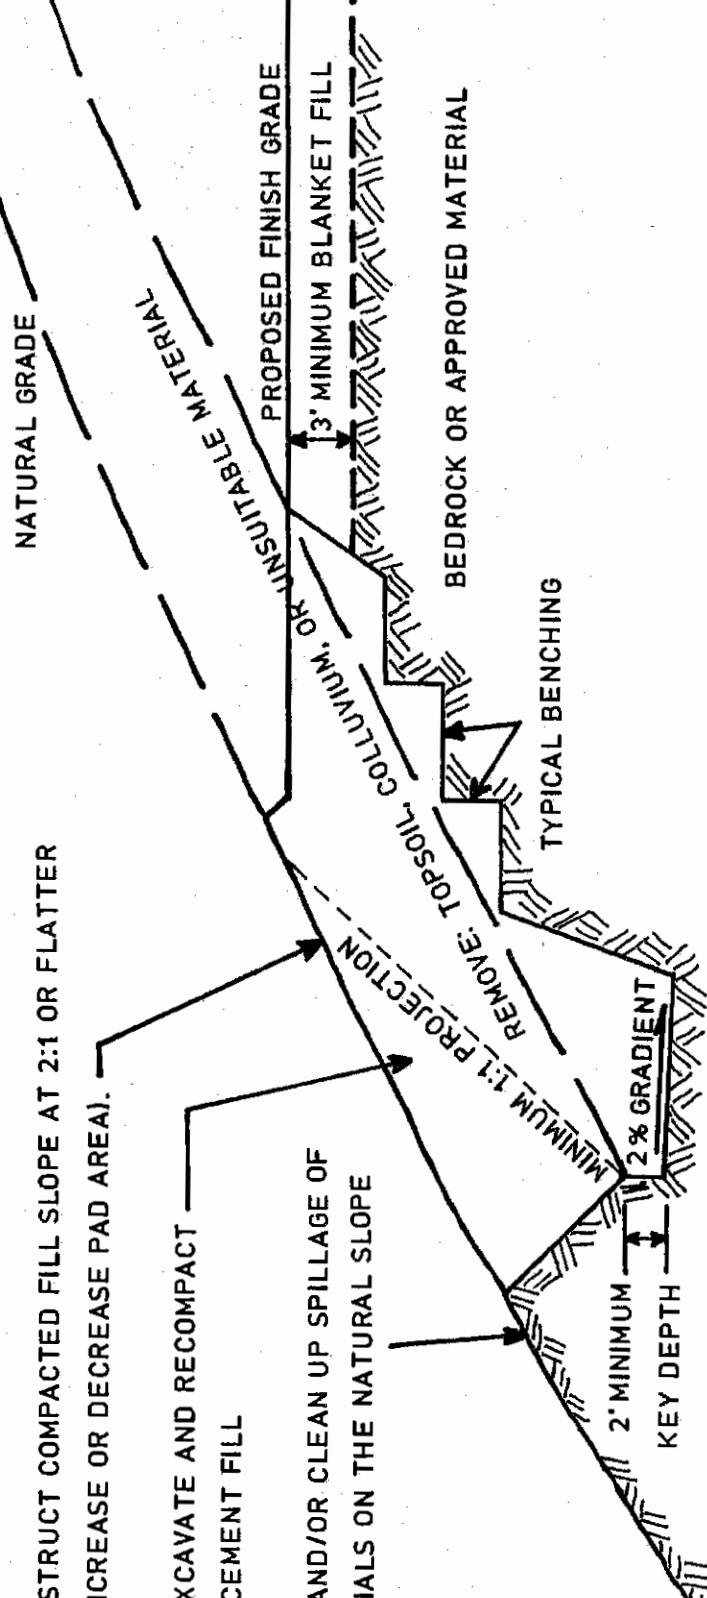 STRUCT COMPACTED FILL SLOPE AT 2:1 OR FLATTER
CREASE OR DECREASE PAD AREA).
XCAVATE AND RECOMPACT
CEMENT FILL
AND/OR CLEAN UP SPILLAGE OF
IALS ON THE NATURAL SLOPE
NATURAL GRADE
REMOVE: TOPSOIL, COLLUVIUM, OR UNSUITABLE MATERIAL
PROPOSED FINISH GRADE
3' MINIMUM BLANKET FILL
MINIMUM 1:1 PROJECTION
BEDROCK OR APPROVED MATERIAL
TYPICAL BENCHING
2% GRADIENT
2' MINIMUM
KEY DEPTH